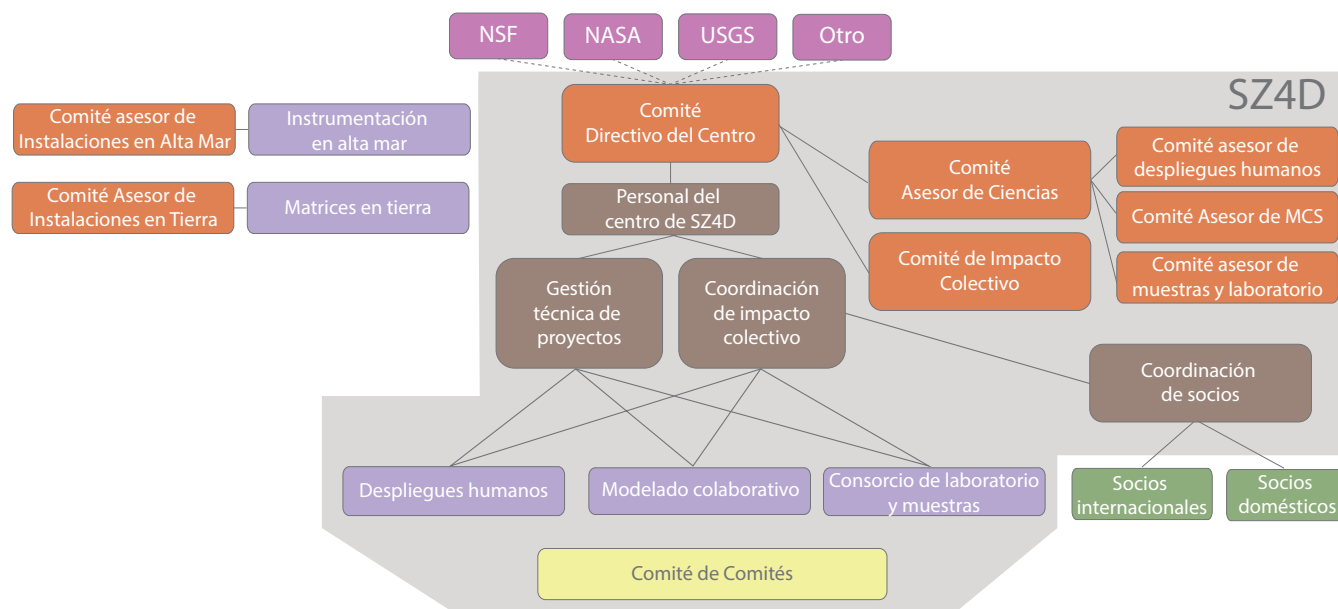 NSF
NASA
USGS
Otro
SZ4D
Comité asesor de
Instalaciones en Alta Mar
Instrumentación
en alta mar
Comité
Directivo del Centro
Comité
Asesor de Ciencias
Comité asesor de
despliegues humanos
Comité Asesor de
Instalaciones en Tierra
Matrices en tierra
Personal del
centro de SZ4D
Comité Asesor de MCS
Comité de Impacto
Colectivo
Comité asesor de
muestras y laboratorio
Gestión
técnica de
proyectos
Coordinación
de impacto
colectivo
Coordinación
de socios
Despliegues humanos
Modelado colaborativo
Consorcio de laboratorio
y muestras
Socios
internacionales
Socios
domésticos
Comité de Comités